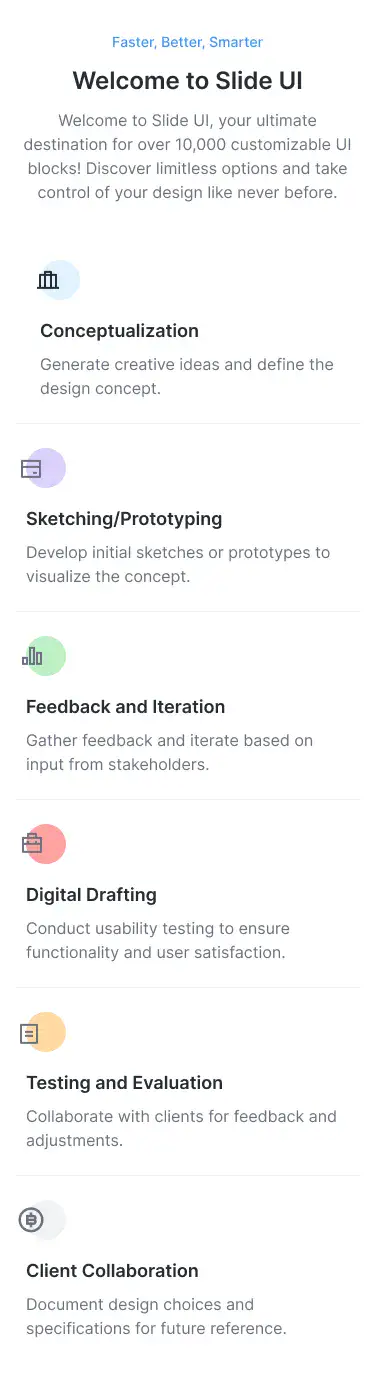 Faster, Better, Smarter
Welcome to Slide UI
Welcome to Slide UI, your ultimate
destination for over 10,000 customizable UI
blocks! Discover limitless options and take
control of your design like never before.
Conceptualization
Generate creative ideas and define the
design concept.
Sketching/Prototyping
Develop initial sketches or prototypes to
visualize the concept.
Feedback and Iteration
Gather feedback and iterate based on
input from stakeholders.
Digital Drafting
Conduct usability testing to ensure
functionality and user satisfaction.
Testing and Evaluation
Collaborate with clients for feedback and
adjustments.
Client Collaboration
Document design choices and
specifications for future reference.